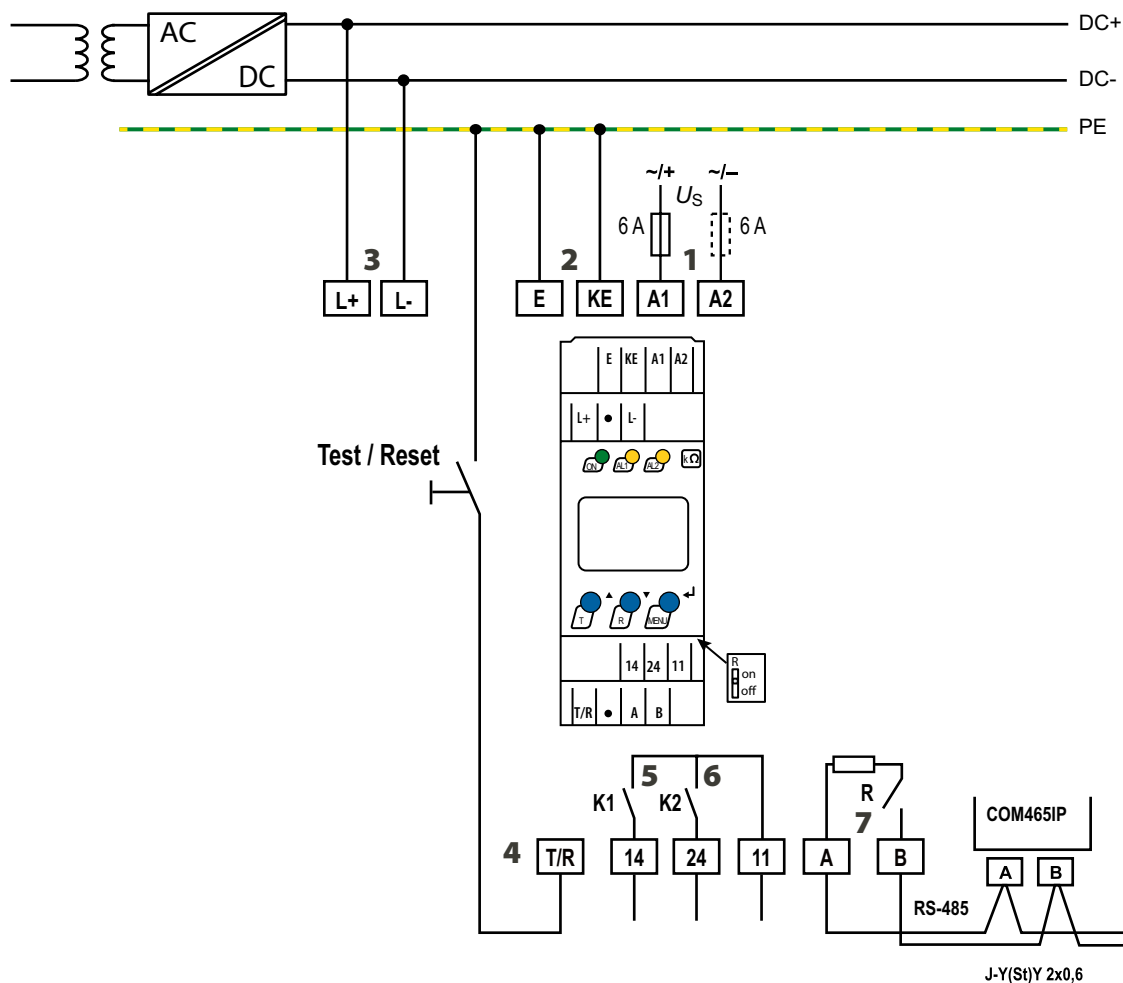 AC
DC
DC+
DC-
PE
~/+
~/–
US
6 A
6 A
3
2
1
L+
L-
E
KE
A1
A2
E KE A1 A2
L+ • L-
ON
AL1
AL2
kΩ
Test / Reset
T
R
MENU
14 24 11
R
on
off
T/R • A B
5
6
K1
K2
R
7
COM465IP
4
T/R
14
24
11
A
B
A
B
RS-485
J-Y(St)Y 2x0,6